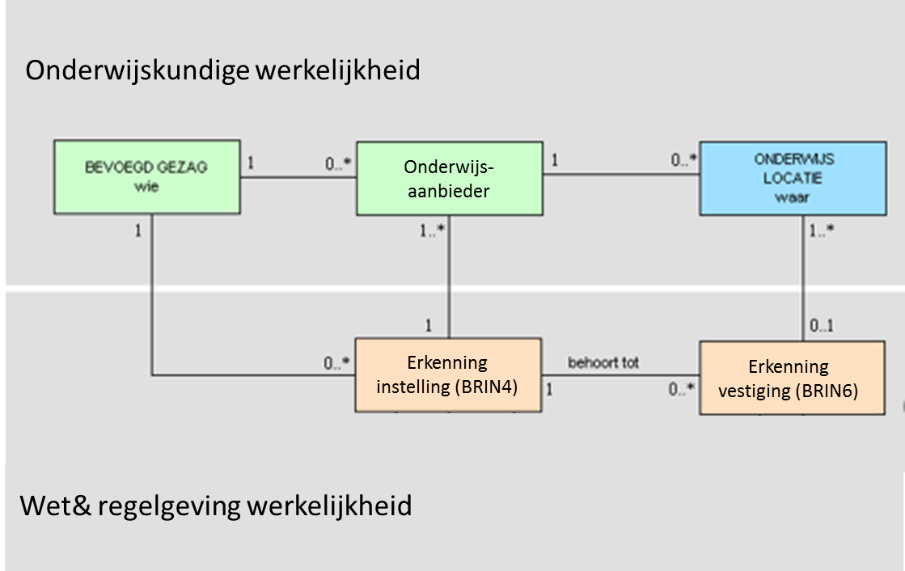 Onderwijskundige werkelijkheid
BEVOEGD GEZAG
wie
1
0..*
Onderwijs-
aanbieder
1
0..*
ONDERWIJS
LOCATIE
waar
1
1..*
1..*
1
0..1
0..*
Erkenning
instelling (BRIN4)
behoort tot
1
0..*
Erkenning
vestiging (BRIN6)
Wet& regelgeving werkelijkheid